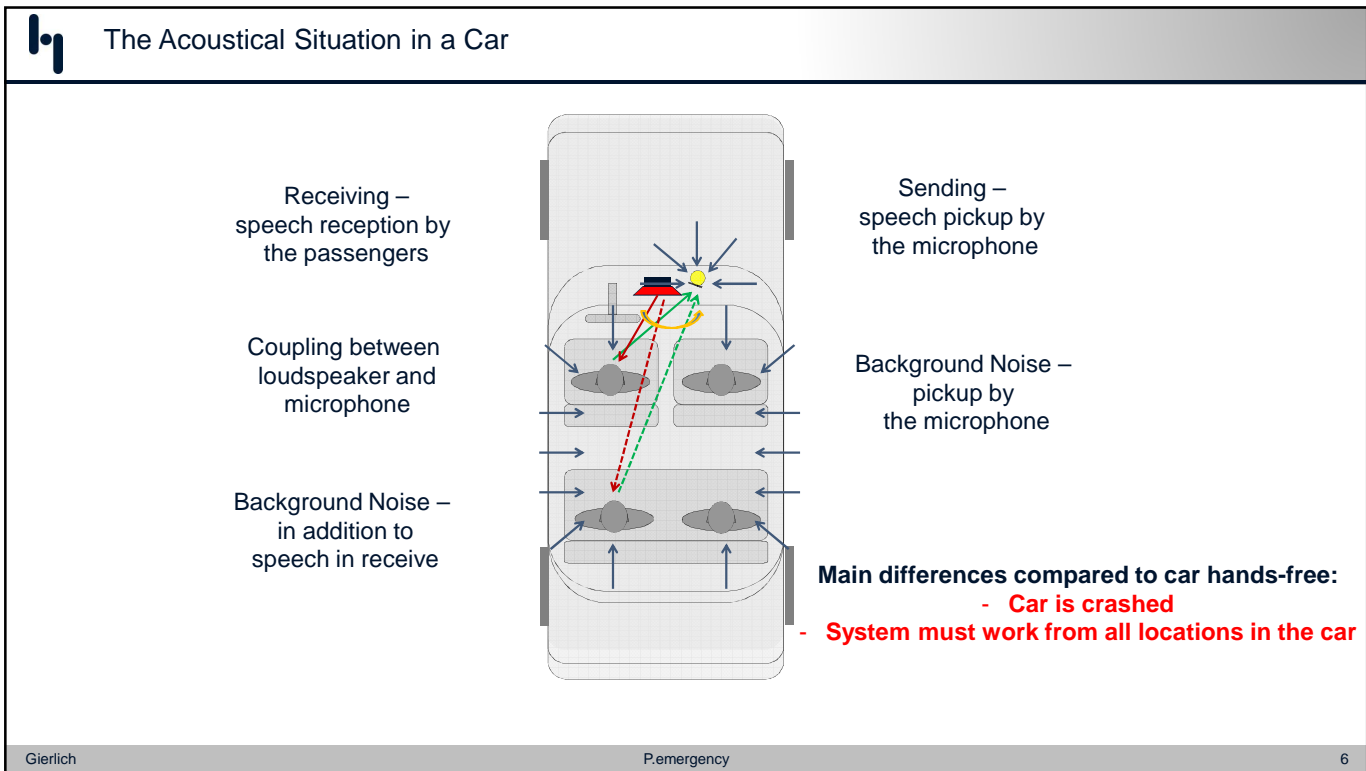 The Acoustical Situation in a Car
Receiving –
speech reception by
the passengers
Coupling between
loudspeaker and
microphone
Background Noise –
in addition to
speech in receive
Sending –
speech pickup by
the microphone
Background Noise –
pickup by
the microphone
Main differences compared to car hands-free:
- Car is crashed
- System must work from all locations in the car
Gierlich
P.emergency
6